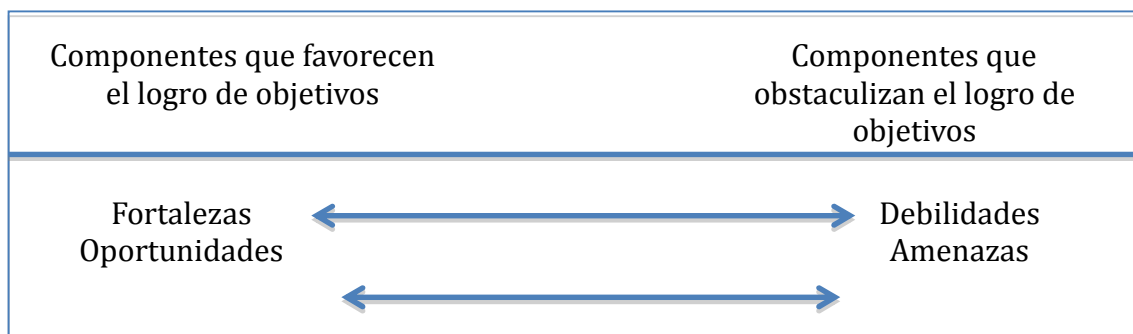 Componentes que favorecen
el logro de objetivos
Componentes que
obstaculizan el logro de
objetivos
Fortalezas
Oportunidades
Debilidades
Amenazas